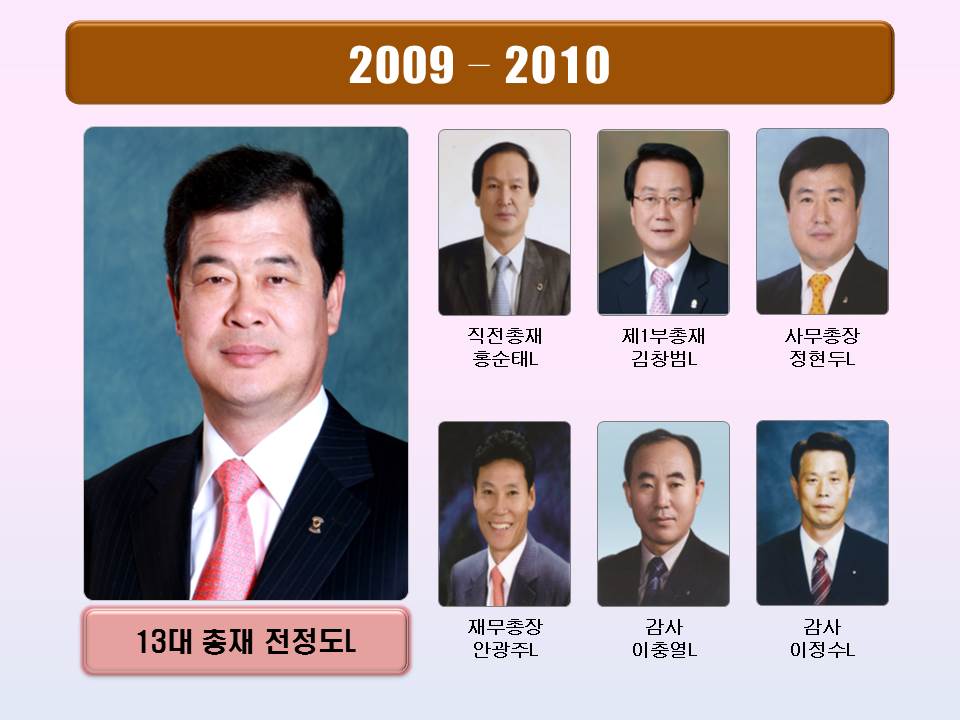 2009 – 2010
직전총재
홍순태L
제1부총재
김창범L
사무총장
정현두L
13대 총재 전정도L
재무총장
안광주L
감사
이충열L
감사
이정수L